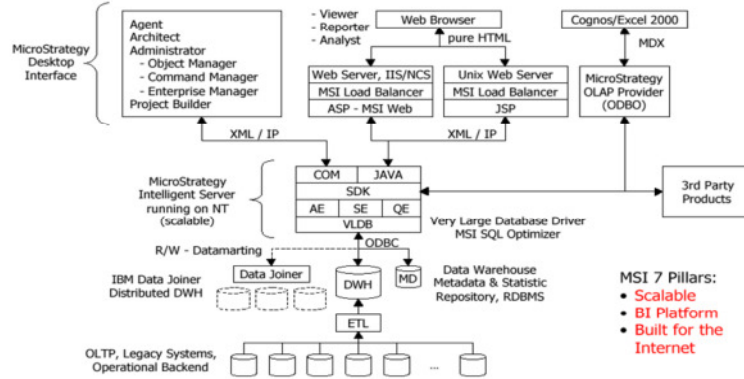 MicroStrategy
Desktop
Interface
Agent
Architect
Administrator
- Object Manager
- Command Manager
- Enterprise Manager
Project Builder
- Viewer
- Reporter
- Analyst
Web Browser
pure HTML
Cognos/Excel 2000
MDX
Web Server, IIS/NCS
MSI Load Balancer
ASP - MSI Web
Unix Web Server
MSI Load Balancer
JSP
MicroStrategy
OLAP Provider
(ODBO)
XML / IP
XML / IP
MicroStrategy
Intelligent Server
running on NT
(scalable)
COM JAVA
SDK
AE SE QE
VLDB
3rd Party
Products
Very Large Database Driver
MSI SQL Optimizer
R/W - Datamarting
ODBC
IBM Data Joiner
Distributed DWH
Data Joiner
DWH
MD
Data Warehouse
Metadata & Statistic
Repository, RDBMS
ETL
OLTP, Legacy Systems,
Operational Backend
...
MSI 7 Pillars:
• Scalable
• BI Platform
• Built for the
Internet